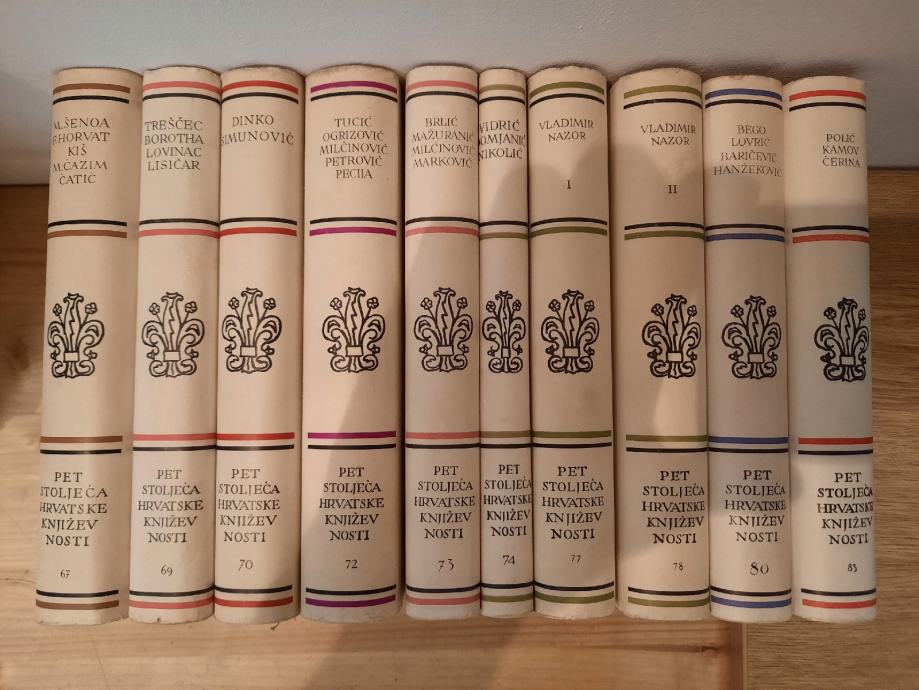 M. ŠENOA
F. HORVAT
KIŠ
M. ĆAZIM
ĆATIĆ
PET
STOLJEĆA
HRVATSKE
KNJIŽEV
NOSTI
67
TREŠČEC
BOROTHA
LOVINAC
LISIČAR
PET
STOLJEĆA
HRVATSKE
KNJIŽEV
NOSTI
69
DINKO
ŠIMUNOVIĆ
PET
STOLJEĆA
HRVATSKE
KNJIŽEV
NOSTI
70
TUCIĆ
OGRIZOVIĆ
MILČINOVIĆ
PETROVIĆ
PECIJA
PET
STOLJEĆA
HRVATSKE
KNJIŽEV
NOSTI
72
BRLIĆ
MAŽURANIĆ
MILČINOVIĆ
MARKOVIĆ
PET
STOLJEĆA
HRVATSKE
KNJIŽEV
NOSTI
73
VIDRIĆ
DOMJANIĆ
NIKOLIĆ
PET
STOLJEĆA
HRVATSKE
KNJIŽEV
NOSTI
74
VLADIMIR
NAZOR
I
PET
STOLJEĆA
HRVATSKE
KNJIŽEV
NOSTI
77
VLADIMIR
NAZOR
II
PET
STOLJEĆA
HRVATSKE
KNJIŽEV
NOSTI
78
BEGO
LOVRIĆ
BARIČEVIĆ
HANŽEKOVIĆ
PET
STOLJEĆA
HRVATSKE
KNJIŽEV
NOSTI
80
POLIĆ
KAMOV
ČERINA
PET
STOLJEĆA
HRVATSKE
KNJIŽEV
NOSTI
83